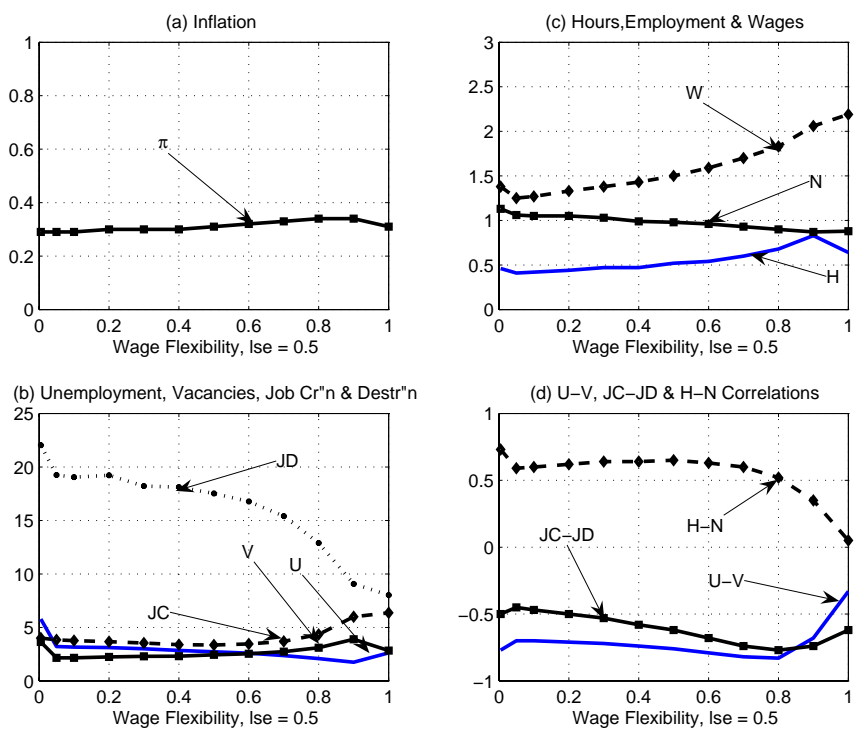 (a) Inflation
1
0.8
0.6
0.4
0.2
0
π
0 0.2 0.4 0.6 0.8 1
Wage Flexibility, lse = 0.5
(c) Hours,Employment & Wages
3
2.5
2
1.5
1
0.5
0
W
N
H
0 0.2 0.4 0.6 0.8 1
Wage Flexibility, lse = 0.5
(b) Unemployment, Vacancies, Job Cr"n & Destr"n
25
20
15
10
5
0
JD
V
U
JC
0 0.2 0.4 0.6 0.8 1
Wage Flexibility, lse = 0.5
(d) U−V, JC−JD & H−N Correlations
1
0.5
0
−0.5
−1
H−N
JC−JD
U−V
0 0.2 0.4 0.6 0.8 1
Wage Flexibility, lse = 0.5